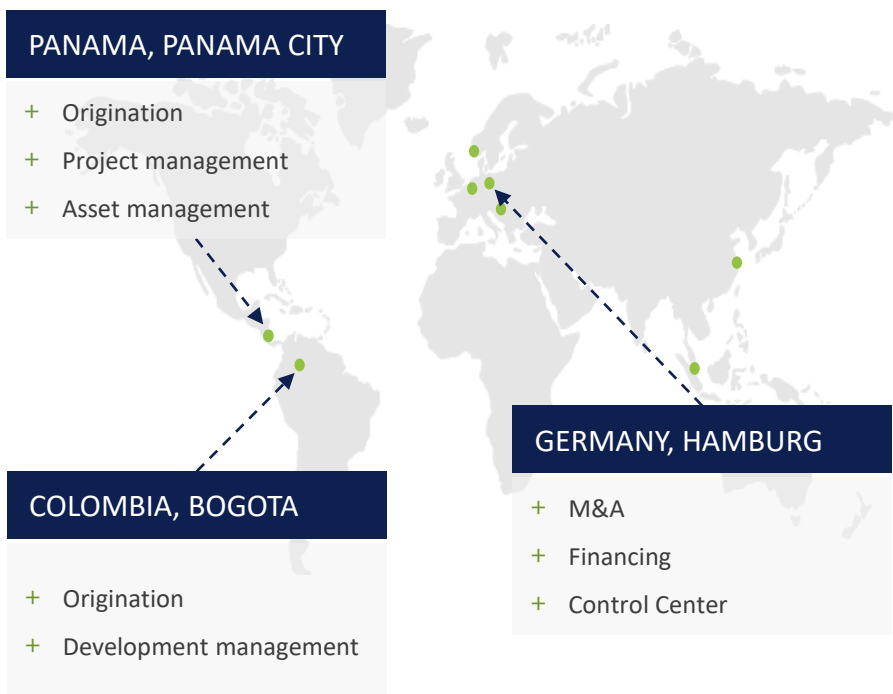 PANAMA, PANAMA CITY
+ Origination
+ Project management
+ Asset management
COLOMBIA, BOGOTA
+ Origination
+ Development management
GERMANY, HAMBURG
+ M&A
+ Financing
+ Control Center